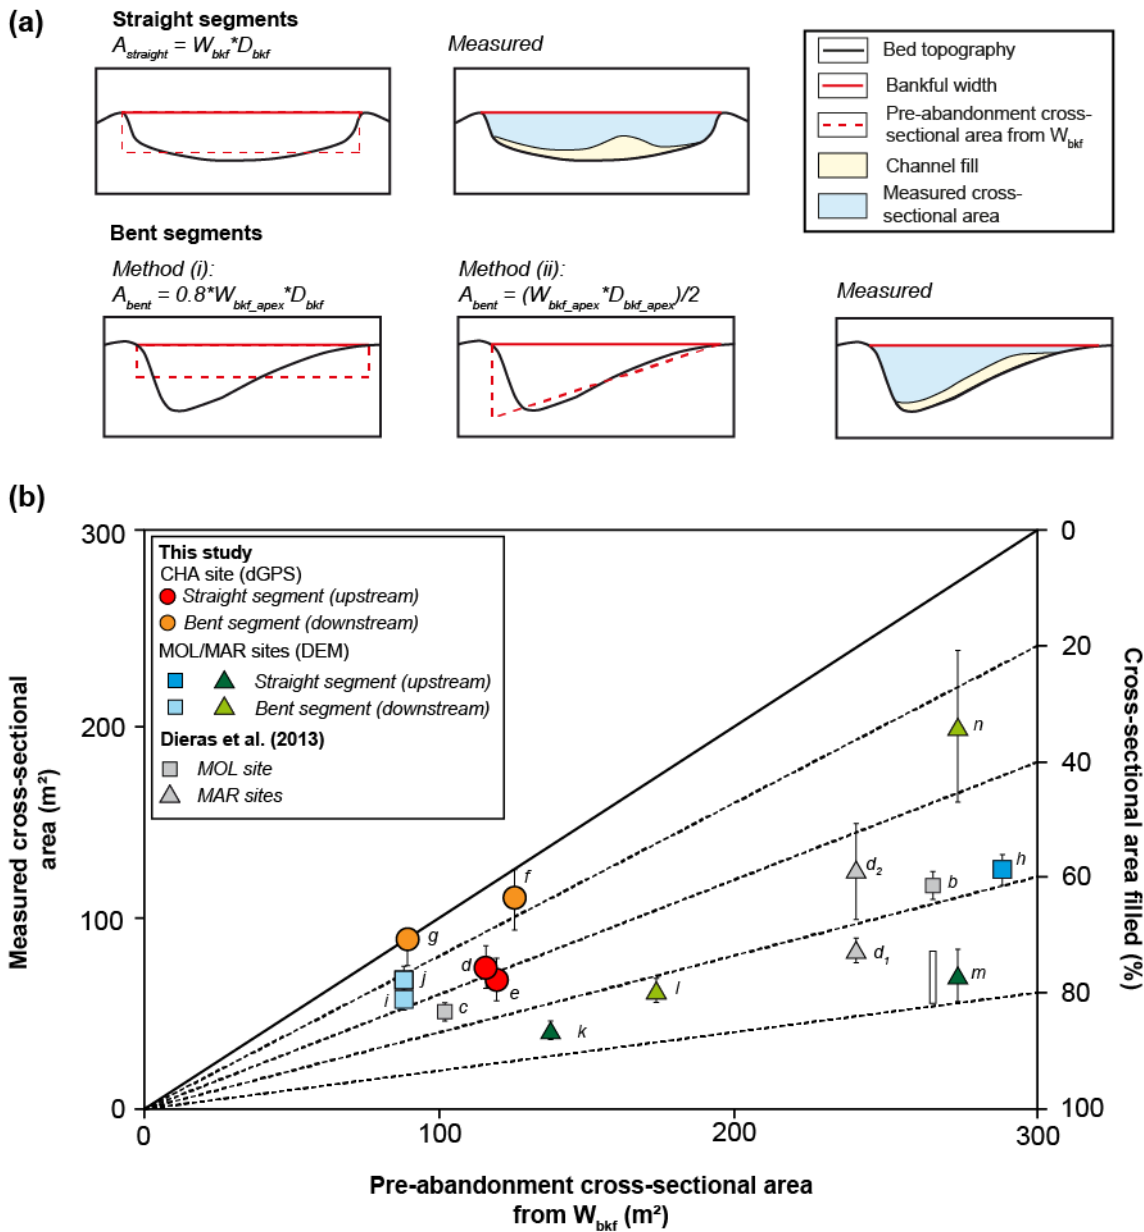 (a)
Straight segments
A_straight = W_bkf*D_bkf
Measured
Bed topography
Bankful width
Pre-abandonment cross-
sectional area from W_bkf
Channel fill
Measured cross-
sectional area
Bent segments
Method (i):
A_bent = 0.8*W_bkf_apex*D_bkf
Method (ii):
A_bent = (W_bkf_apex*D_bkf_apex)/2
Measured
(b)
This study
CHA site (dGPS)
Straight segment (upstream)
Bent segment (downstream)
MOL/MAR sites (DEM)
Straight segment (upstream)
Bent segment (downstream)
Dieras et al. (2013)
MOL site
MAR sites
Measured cross-sectional
area (m²)
300
200
100
0
0
20
40
60
80
100
Cross-sectional area filled (%)
n
f
g
d₂
h
b
d
e
d₁
j
i
c
l
m
k
0
100
200
300
Pre-abandonment cross-sectional area
from W_bkf (m²)